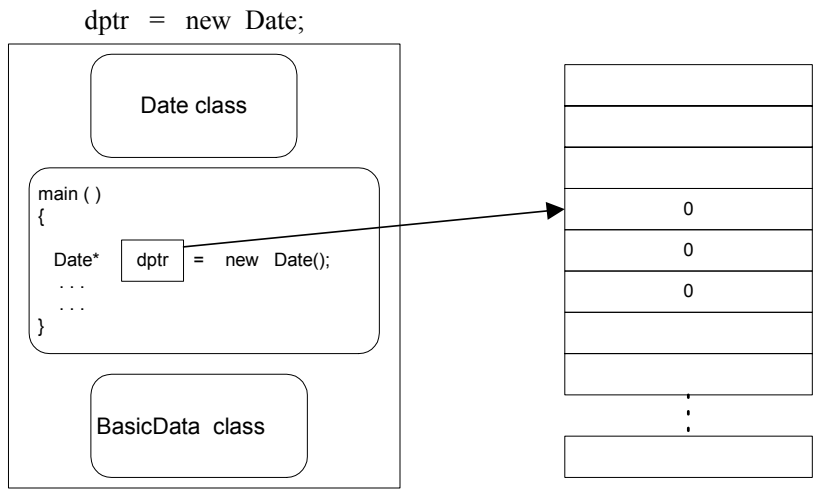 dptr = new Date;
Date class
main ( )
{
Date* dptr = new Date();
. . .
. . .
}
BasicData class
0
0
0